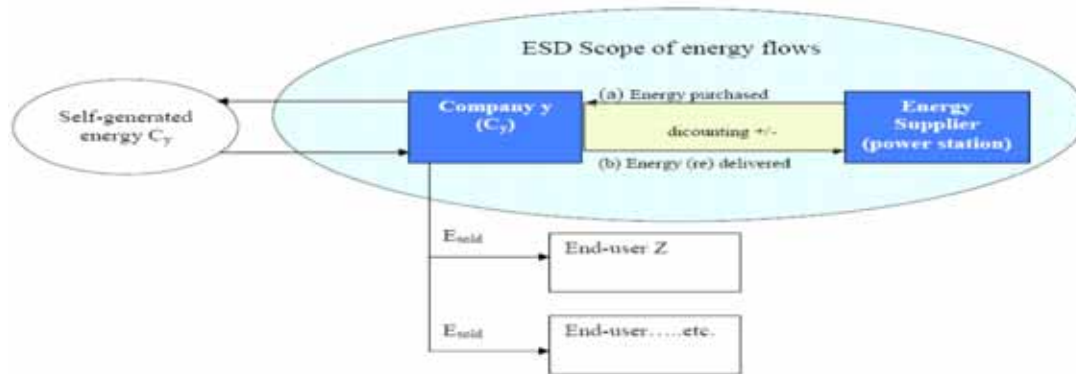 ESD Scope of energy flows
Self-generated
energy Cy
Company y
(Cy)
(a) Energy purchased
dicounting +/-
(b) Energy (re) delivered
Energy
Supplier
(power station)
Esold
End-user Z
Esold
End-user…..etc.